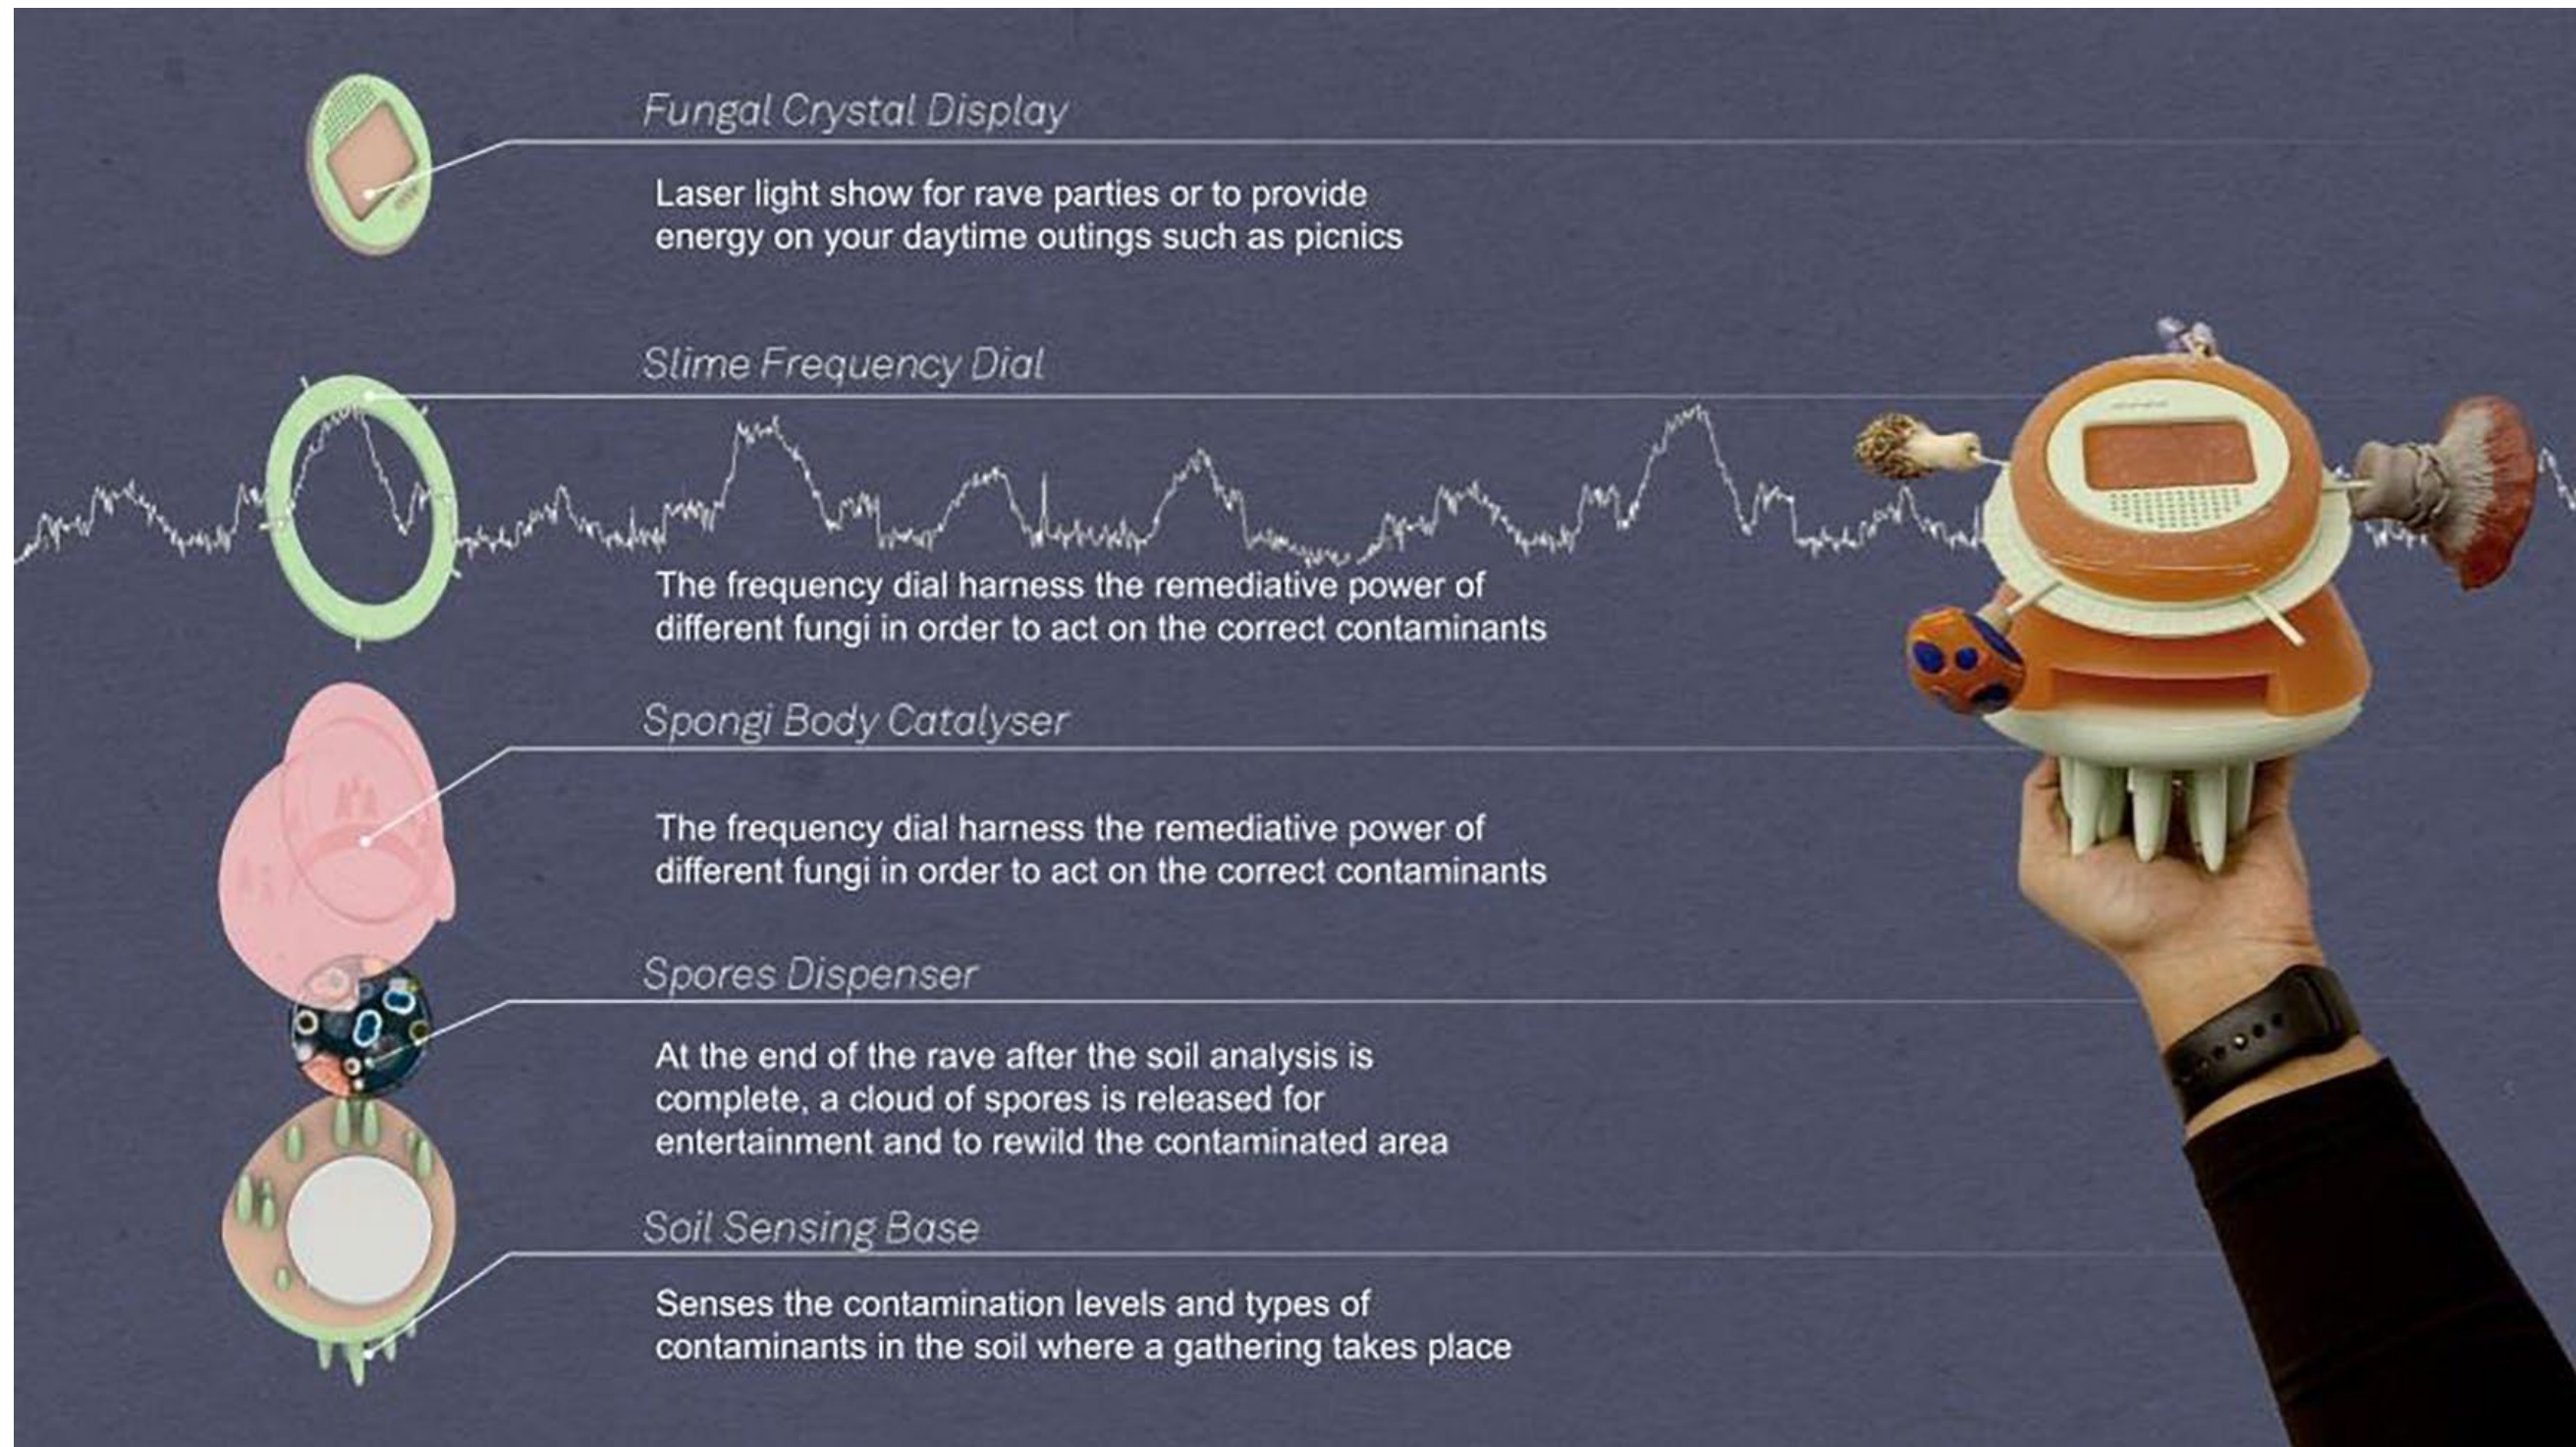 Fungal Crystal Display
Laser light show for rave parties or to provide
energy on your daytime outings such as picnics
Slime Frequency Dial
The frequency dial harness the remediative power of
different fungi in order to act on the correct contaminants
Spongi Body Catalyser
The frequency dial harness the remediative power of
different fungi in order to act on the correct contaminants
Spores Dispenser
At the end of the rave after the soil analysis is
complete, a cloud of spores is released for
entertainment and to rewild the contaminated area
Soil Sensing Base
Senses the contamination levels and types of
contaminants in the soil where a gathering takes place